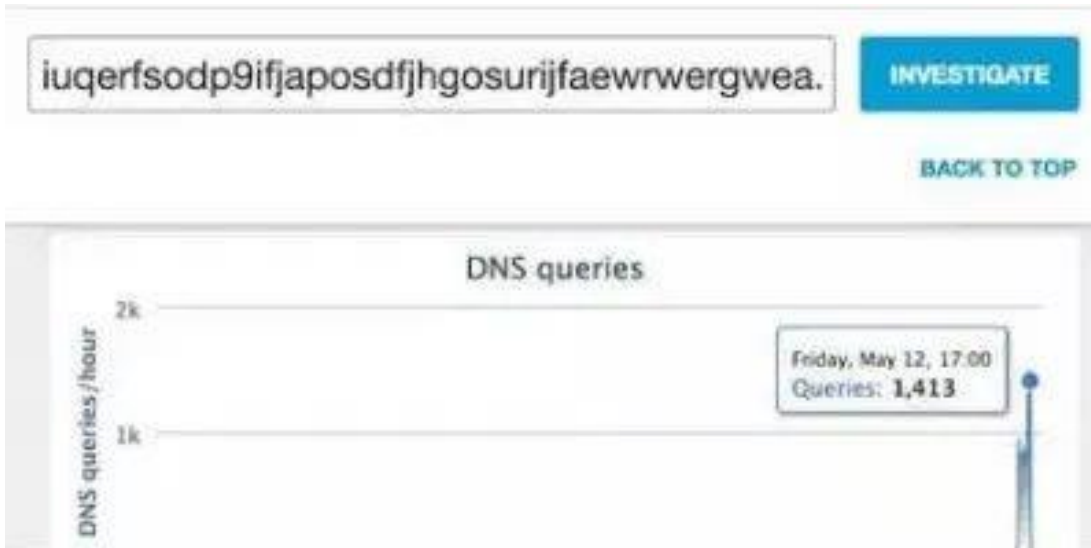 iuqerfsodp9ifjaposdfjhgosurijfaewrwergwea.
INVESTIGATE
BACK TO TOP
DNS queries
2k
Friday, May 12, 17:00
Queries: 1,413
1k
DNS queries/hour